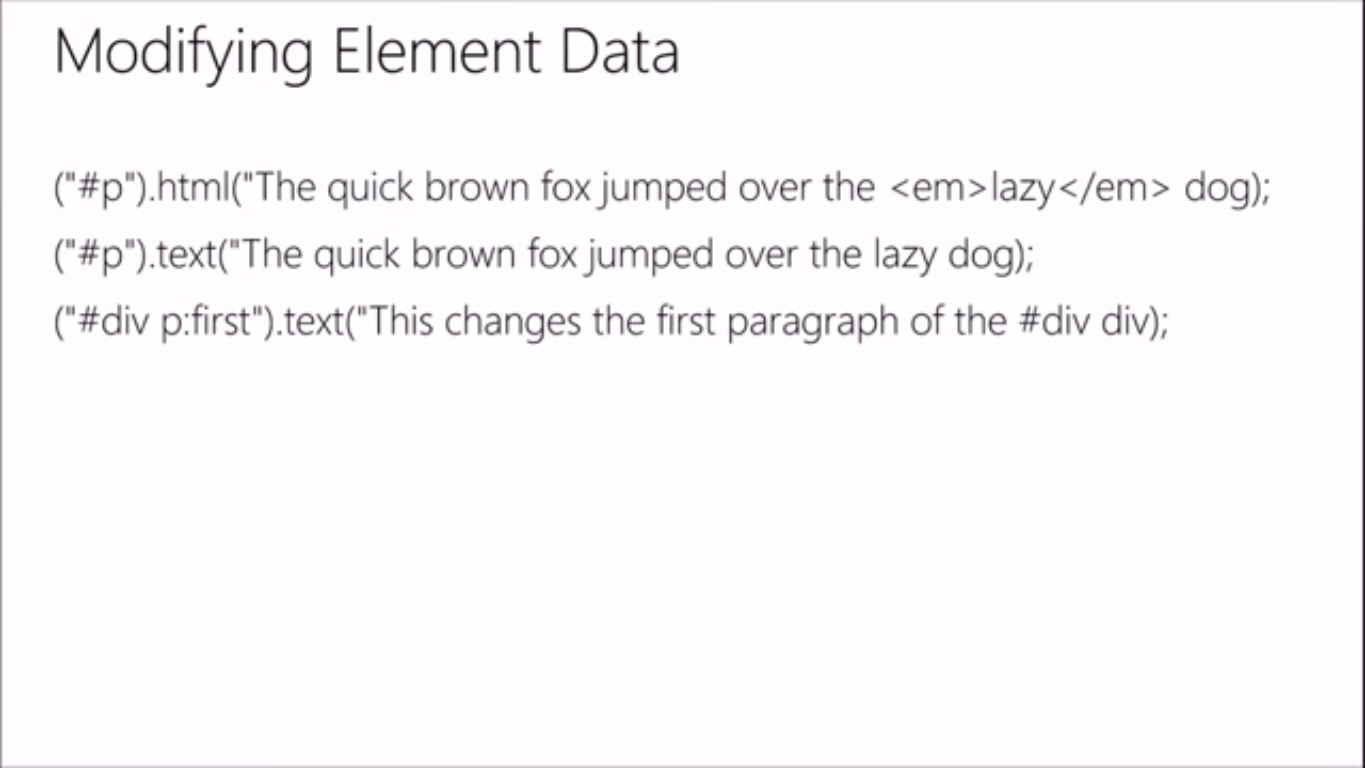 Modifying Element Data
("#p").html("The quick brown fox jumped over the <em>lazy</em> dog);
("#p").text("The quick brown fox jumped over the lazy dog);
("#div p:first").text("This changes the first paragraph of the #div div);